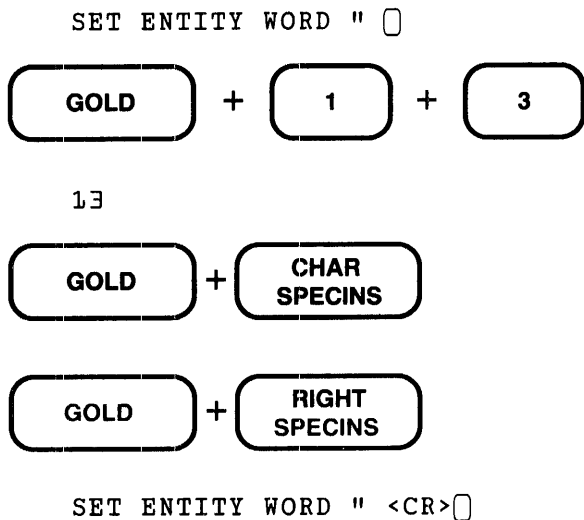 SET ENTITY WORD " 
GOLD + 1 + 3
13
GOLD + CHAR SPECINS
GOLD + RIGHT SPECINS
SET ENTITY WORD " <CR>